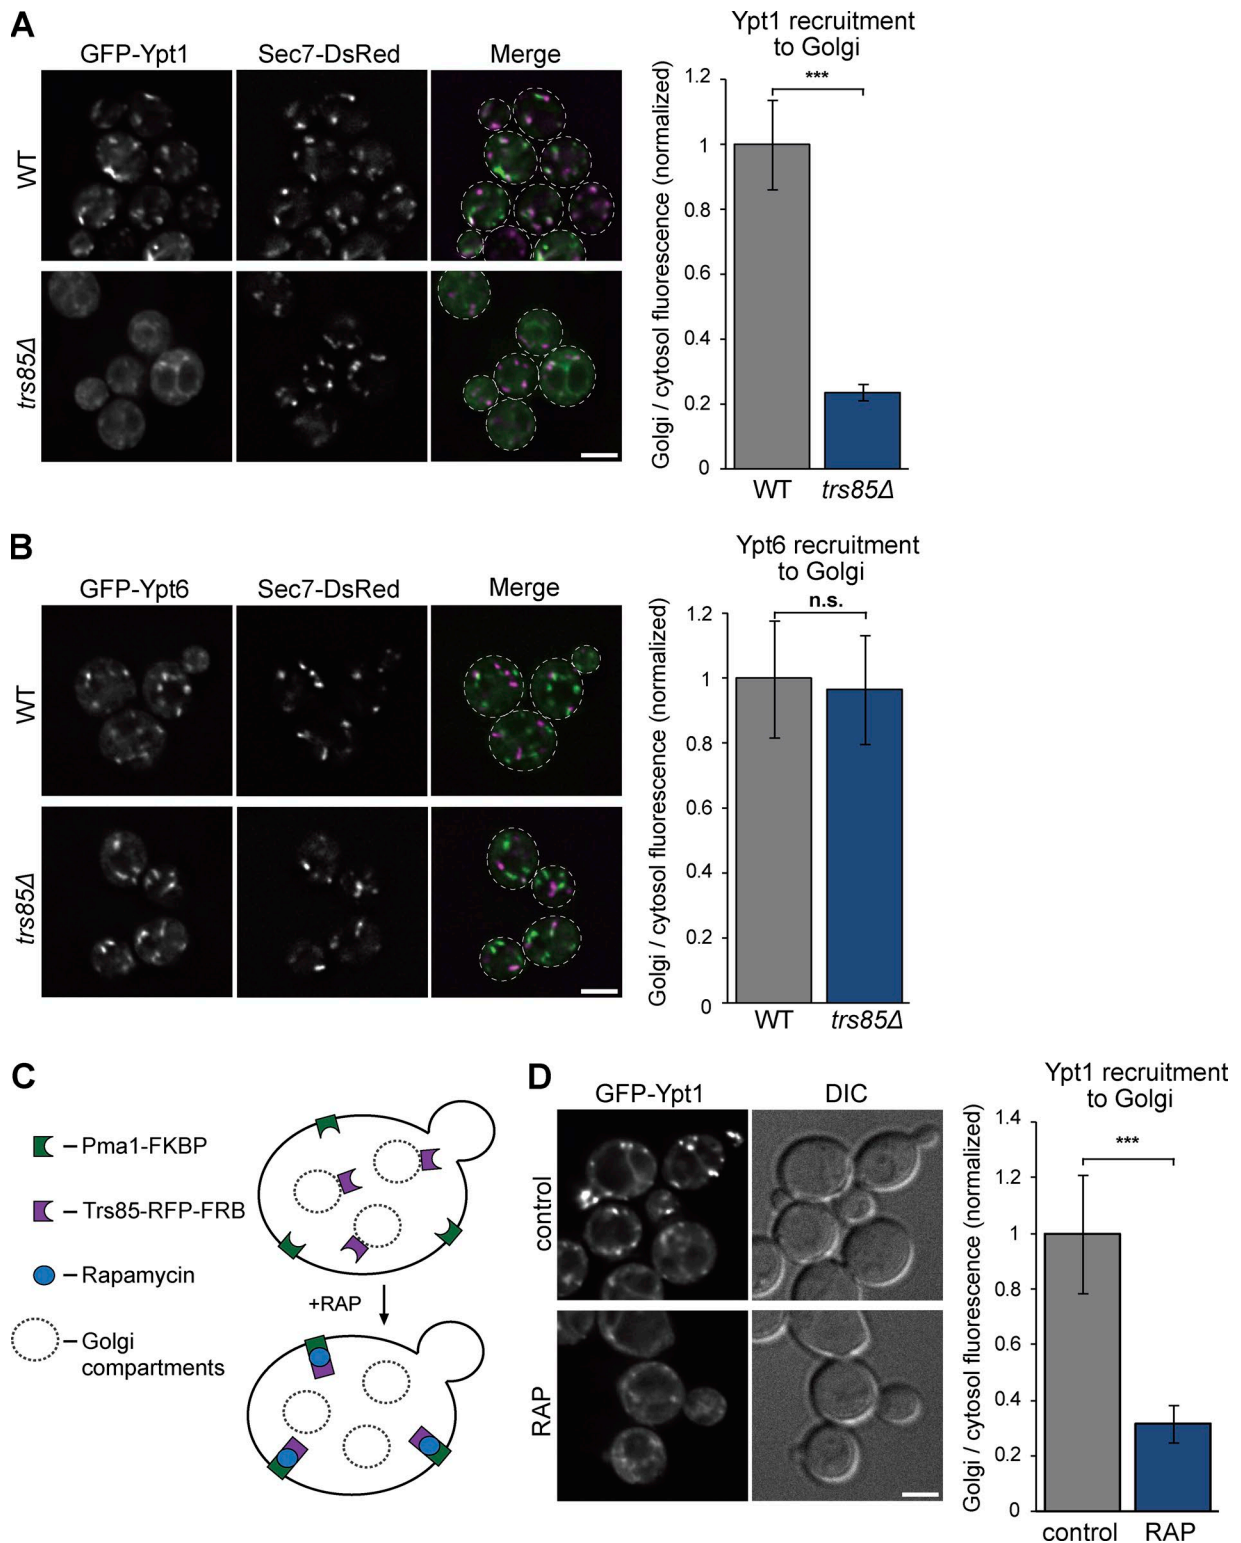 A
GFP-Ypt1
Sec7-DsRed
Merge
WT
trs85Δ
Ypt1 recruitment
to Golgi
Golgi / cytosol fluorescence (normalized)
1.2
1
0.8
0.6
0.4
0.2
0
***
WT
trs85Δ
B
GFP-Ypt6
Sec7-DsRed
Merge
WT
trs85Δ
Ypt6 recruitment
to Golgi
Golgi / cytosol fluorescence (normalized)
1.2
1
0.8
0.6
0.4
0.2
0
n.s.
WT
trs85Δ
C
Pma1-FKBP
Trs85-RFP-FRB
Rapamycin
Golgi
compartments
+RAP
D
GFP-Ypt1
DIC
control
RAP
Ypt1 recruitment
to Golgi
Golgi / cytosol fluorescence (normalized)
1.4
1.2
1
0.8
0.6
0.4
0.2
0
***
control
RAP